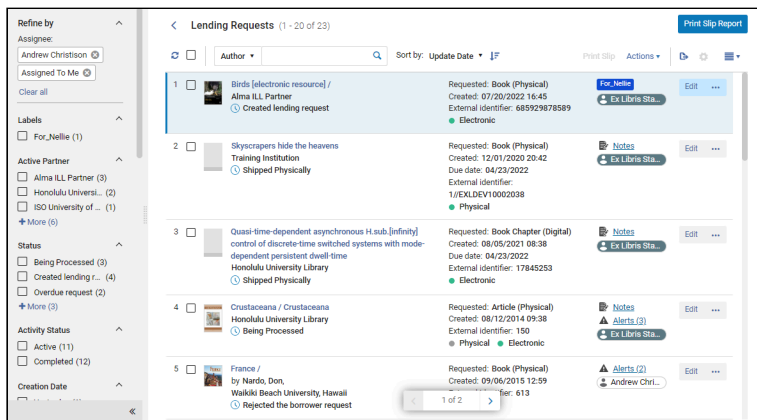 Refine by
Assignee:
Andrew Christison
Assigned To Me
Clear all
Labels
For_Nellie (1)
Active Partner
Alma ILL Partner (3)
Honolulu Universi... (2)
ISO University of ... (1)
+ More (6)
Status
Being Processed (3)
Created lending r... (4)
Overdue request (2)
+ More (3)
Activity Status
Active (11)
Completed (12)
Creation Date
Lending Requests (1 - 20 of 23)
Print Slip Report
Author
Sort by: Update Date
Print Slip Actions
1
Birds [electronic resource] /
Alma ILL Partner
Created lending request
Requested: Book (Physical)
Created: 07/20/2022 16:45
External identifier: 685929878589
Electronic
For_Nellie
Ex Libris Sta...
Edit
2
Skyscrapers hide the heavens
Training Institution
Shipped Physically
Requested: Book (Physical)
Created: 12/01/2020 20:42
Due date: 04/23/2022
External identifier:
1//EXLDEV10002038
Physical
Notes
Ex Libris Sta...
Edit
3
Quasi-time-dependent asynchronous H.sub.[infinity]
control of discrete-time switched systems with mode-
dependent persistent dwell-time
Honolulu University Library
Shipped Physically
Requested: Book Chapter (Digital)
Created: 08/05/2021 08:38
Due date: 04/23/2022
External identifier: 17845253
Electronic
Notes
Ex Libris Sta...
Edit
4
Crustaceana / Crustaceana
Honolulu University Library
Being Processed
Requested: Article (Physical)
Created: 08/12/2014 09:38
External identifier: 150
Physical Electronic
Notes
Alerts (3)
Ex Libris Sta...
Edit
5
France /
by Nardo, Don,
Waikiki Beach University, Hawaii
Rejected the borrower request
Requested: Book (Physical)
Created: 09/06/2015 12:59
613
Alerts (2)
Andrew Chri...
Edit
1 of 2